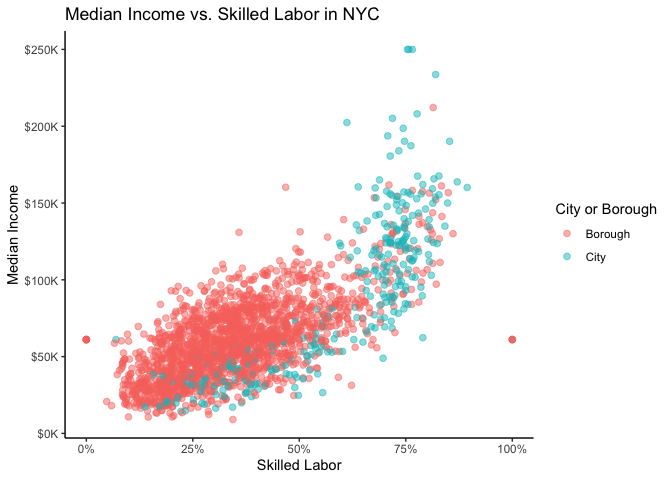 Median Income vs. Skilled Labor in NYC
$250K
$200K
$150K
$100K
$50K
$0K
Median Income
0%
25%
50%
75%
100%
Skilled Labor
City or Borough
Borough
City